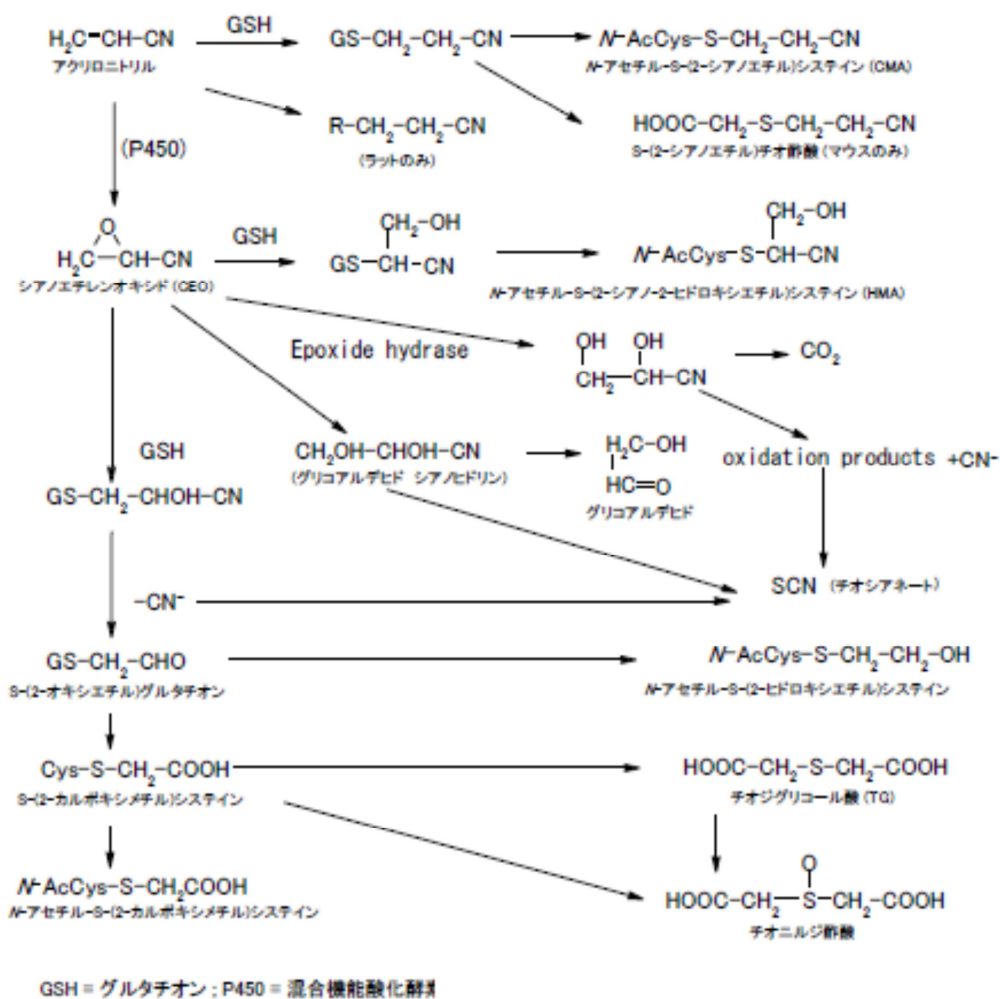 H₂C=CH-CN
アクリロニトリル
GSH
GS-CH₂-CH₂-CN
N-AcCys-S-CH₂-CH₂-CN
N-アセチル-S-(2-シアノエチル)システイン(CMA)
R-CH₂-CH₂-CN
(ラットのみ)
HOOC-CH₂-S-CH₂-CH₂-CN
S-(2-シアノエチル)チオ酢酸(マウスのみ)
(P450)
O
H₂C-CH-CN
シアノエチレンオキシド(CEO)
GSH
CH₂-OH
GS-CH-CN
CH₂-OH
N-AcCys-S-CH-CN
N-アセチル-S-(2-シアノ-2-ヒドロキシエチル)システイン(HMA)
Epoxide hydrase
OH OH
CH₂-CH-CN
CO₂
GSH
CH₂OH-CHOH-CN
(グリコアルデヒド シアノヒドリン)
H₂C-OH
HC=O
グリコアルデヒド
oxidation products +CN-
GS-CH₂-CHOH-CN
SCN (チオシアネート)
-CN⁻
GS-CH₂-CHO
S-(2-オキシエチル)グルタチオン
N-AcCys-S-CH₂-CH₂-OH
N-アセチル-S-(2-ヒドロキシエチル)システイン
Cys-S-CH₂-COOH
S-(2-カルボキシメチル)システイン
HOOC-CH₂-S-CH₂-COOH
チオジグリコール酸(TG)
N-AcCys-S-CH₂COOH
N-アセチル-S-(2-カルボキシメチル)システイン
O
HOOC-CH₂-S-CH₂-COOH
チオニルジ酢酸
GSH = グルタチオン ; P450 = 混合機能酸化酵素